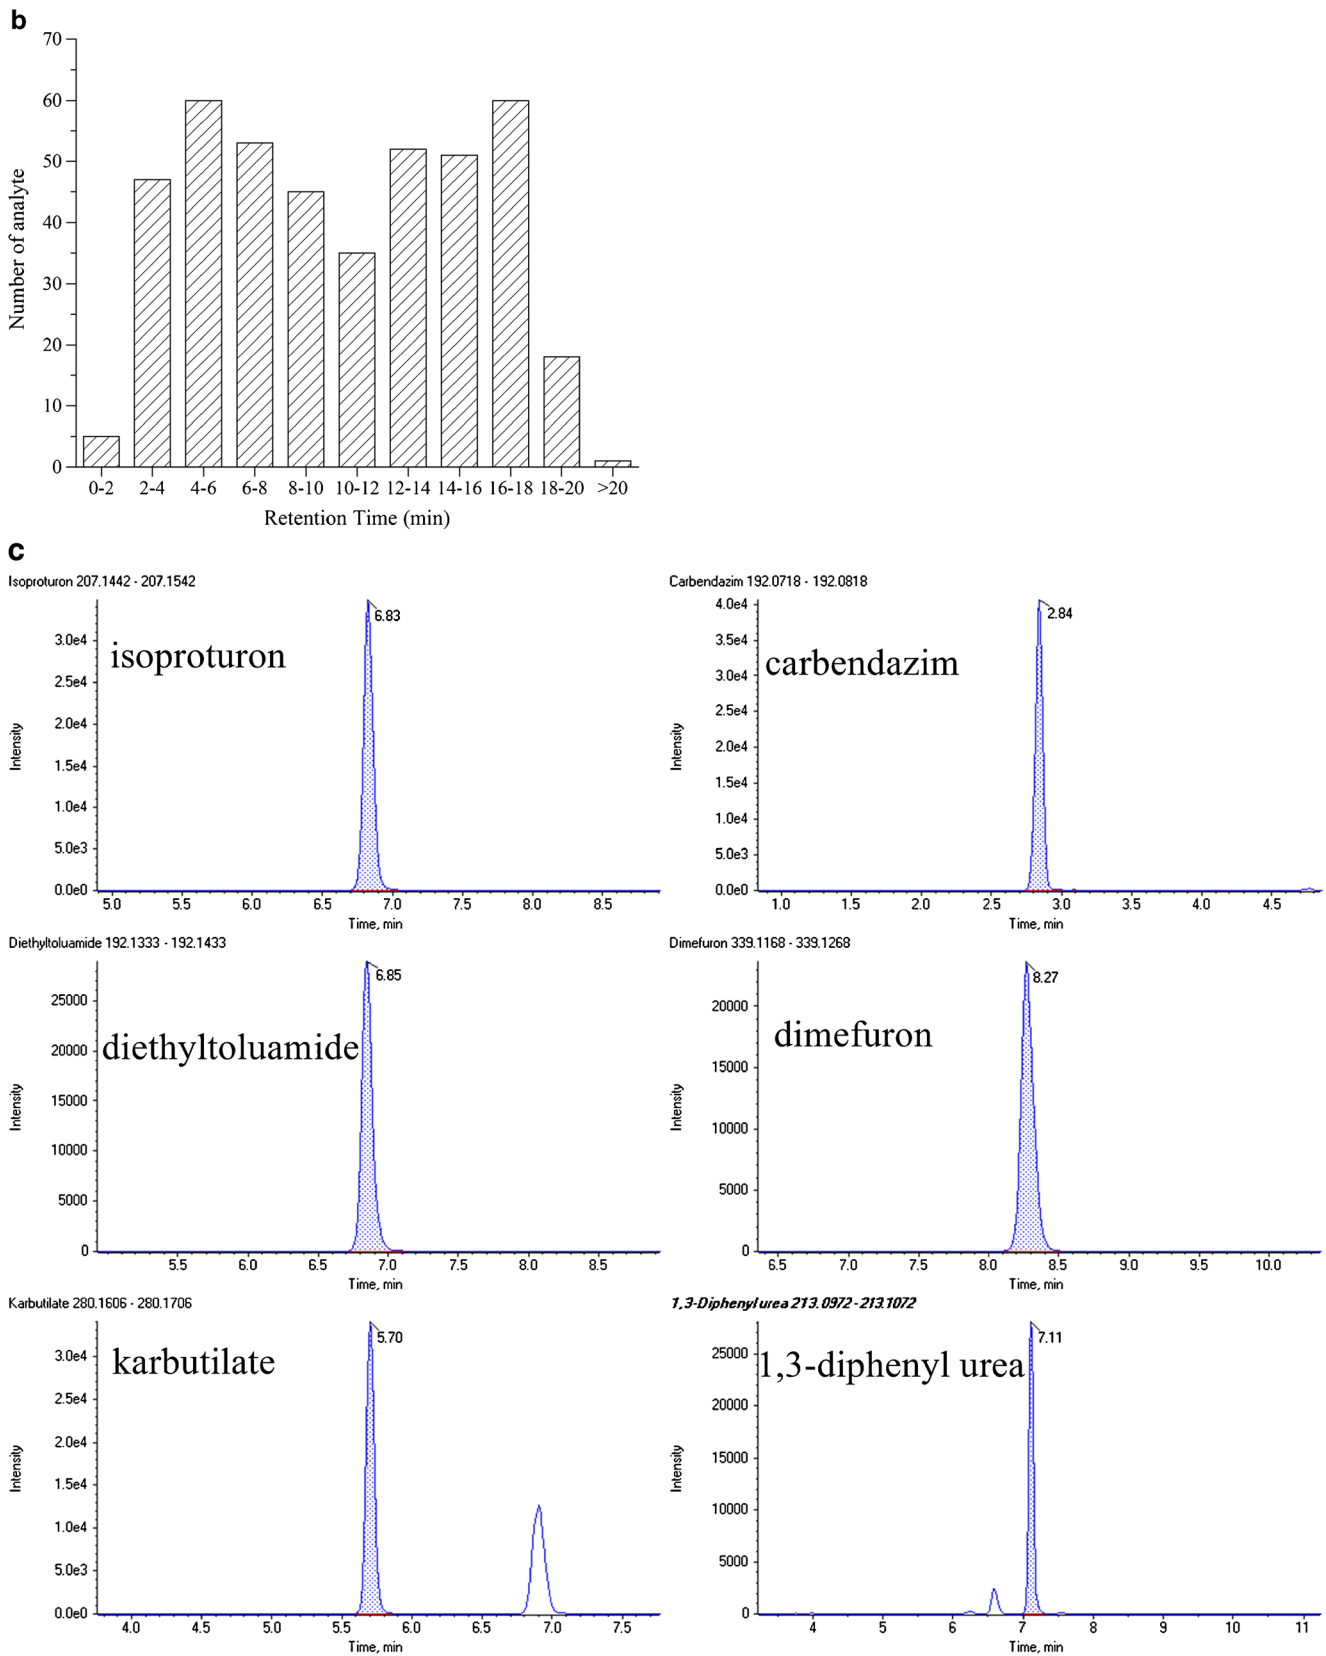 b
70
60
50
40
30
20
10
0
Number of analyte
0-2 2-4 4-6 6-8 8-10 10-12 12-14 14-16 16-18 18-20 >20
Retention Time (min)
c
Isoproturon 207.1442 - 207.1542
6.83
isoproturon
3.0e4
2.5e4
2.0e4
1.5e4
1.0e4
5.0e3
0.0e0
Intensity
5.0 5.5 6.0 6.5 7.0 7.5 8.0 8.5
Time, min
Carbendazim 192.0718 - 192.0818
2.84
carbendazim
4.0e4
3.5e4
3.0e4
2.5e4
2.0e4
1.5e4
1.0e4
5.0e3
0.0e0
Intensity
1.0 1.5 2.0 2.5 3.0 3.5 4.0 4.5
Time, min
Diethyltoluamide 192.1333 - 192.1433
6.85
diethyltoluamide
25000
20000
15000
10000
5000
0
Intensity
5.5 6.0 6.5 7.0 7.5 8.0 8.5
Time, min
Dimefuron 339.1168 - 339.1268
8.27
dimefuron
20000
15000
10000
5000
0
Intensity
6.5 7.0 7.5 8.0 8.5 9.0 9.5 10.0
Time, min
Karbutilate 280.1606 - 280.1706
5.70
karbutilate
3.0e4
2.5e4
2.0e4
1.5e4
1.0e4
5.0e3
0.0e0
Intensity
4.0 4.5 5.0 5.5 6.0 6.5 7.0 7.5
Time, min
1,3-Diphenyl urea 213.0972 - 213.1072
7.11
1,3-diphenyl urea
25000
20000
15000
10000
5000
0
Intensity
4 5 6 7 8 9 10 11
Time, min